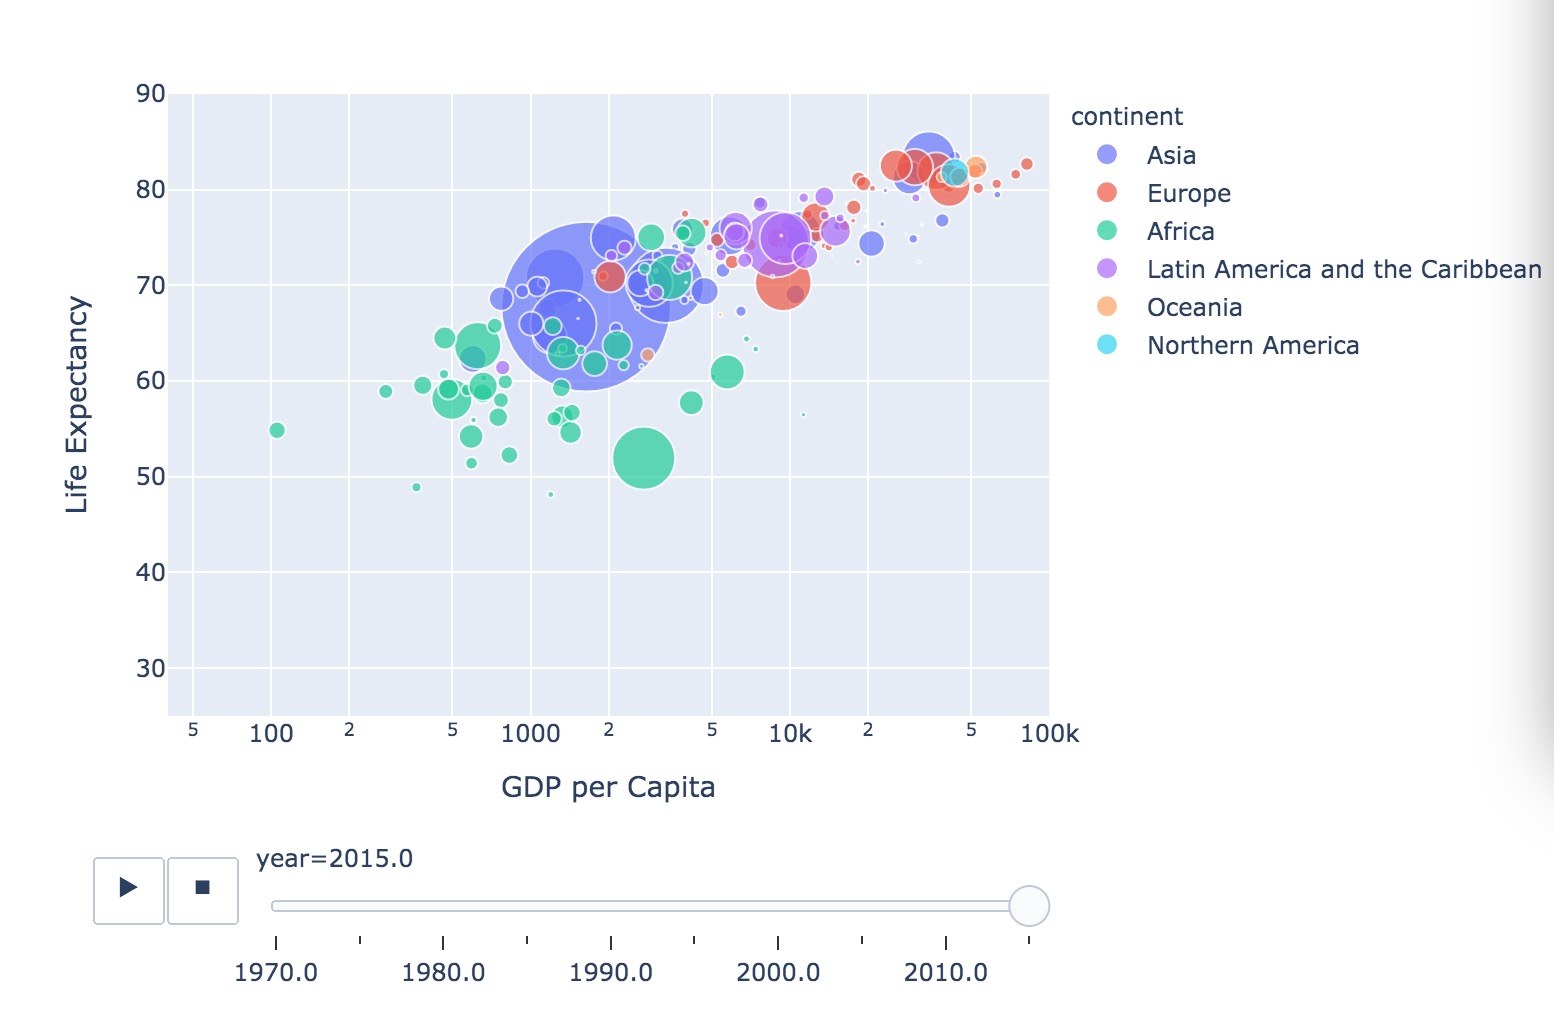 90
80
70
60
50
40
30
Life Expectancy
5 100 2 5 1000 2 5 10k 2 5 100k
GDP per Capita
continent
Asia
Europe
Africa
Latin America and the Caribbean
Oceania
Northern America
year=2015.0
1970.0 1980.0 1990.0 2000.0 2010.0